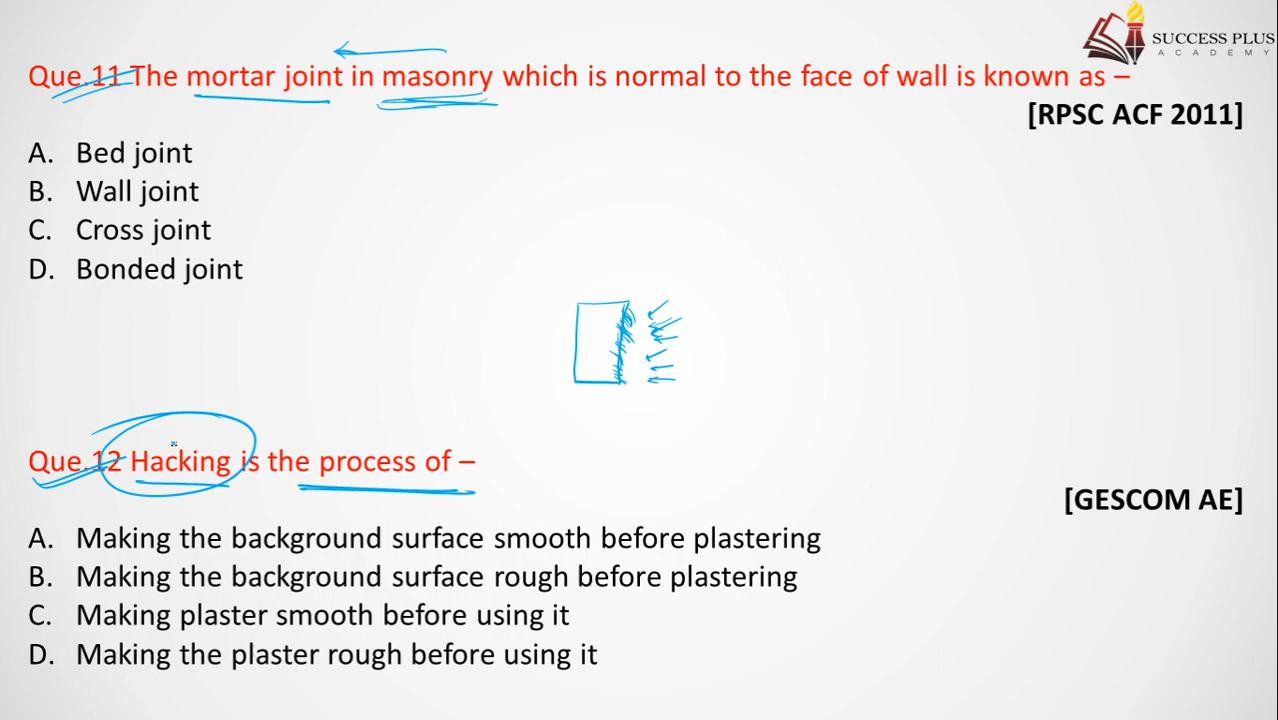 SUCCESS PLUS
ACADEMY
Que.11 The mortar joint in masonry which is normal to the face of wall is known as –
[RPSC ACF 2011]
A. Bed joint
B. Wall joint
C. Cross joint
D. Bonded joint
Que.12 Hacking is the process of –
[GESCOM AE]
A. Making the background surface smooth before plastering
B. Making the background surface rough before plastering
C. Making plaster smooth before using it
D. Making the plaster rough before using it